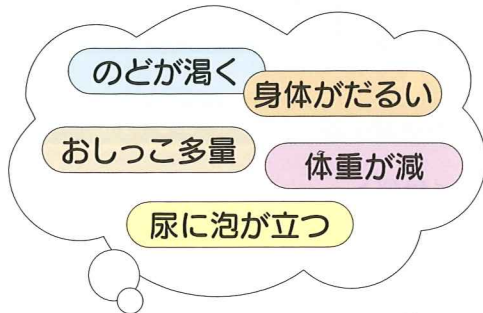 のどが渇く
身体がだるい
おしっこ多量
体重が減
尿に泡が立つ